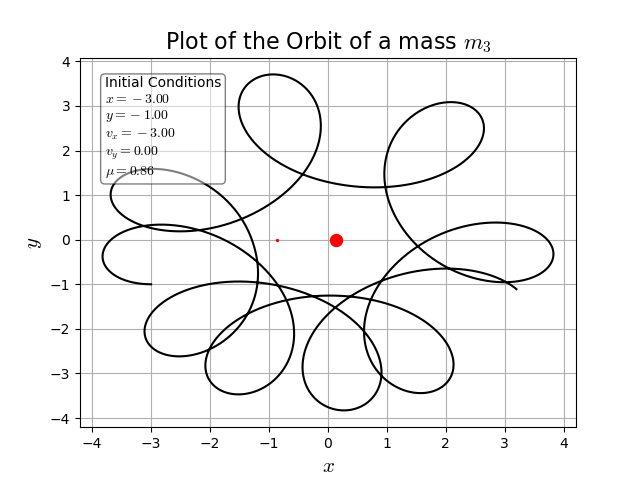 Plot of the Orbit of a mass m₃
4
3
2
1
0
−1
−2
−3
−4
y
Initial Conditions
x = −3.00
y = −1.00
vₓ = −3.00
v_y = 0.00
μ = 0.86
−4 −3 −2 −1 0 1 2 3 4
x